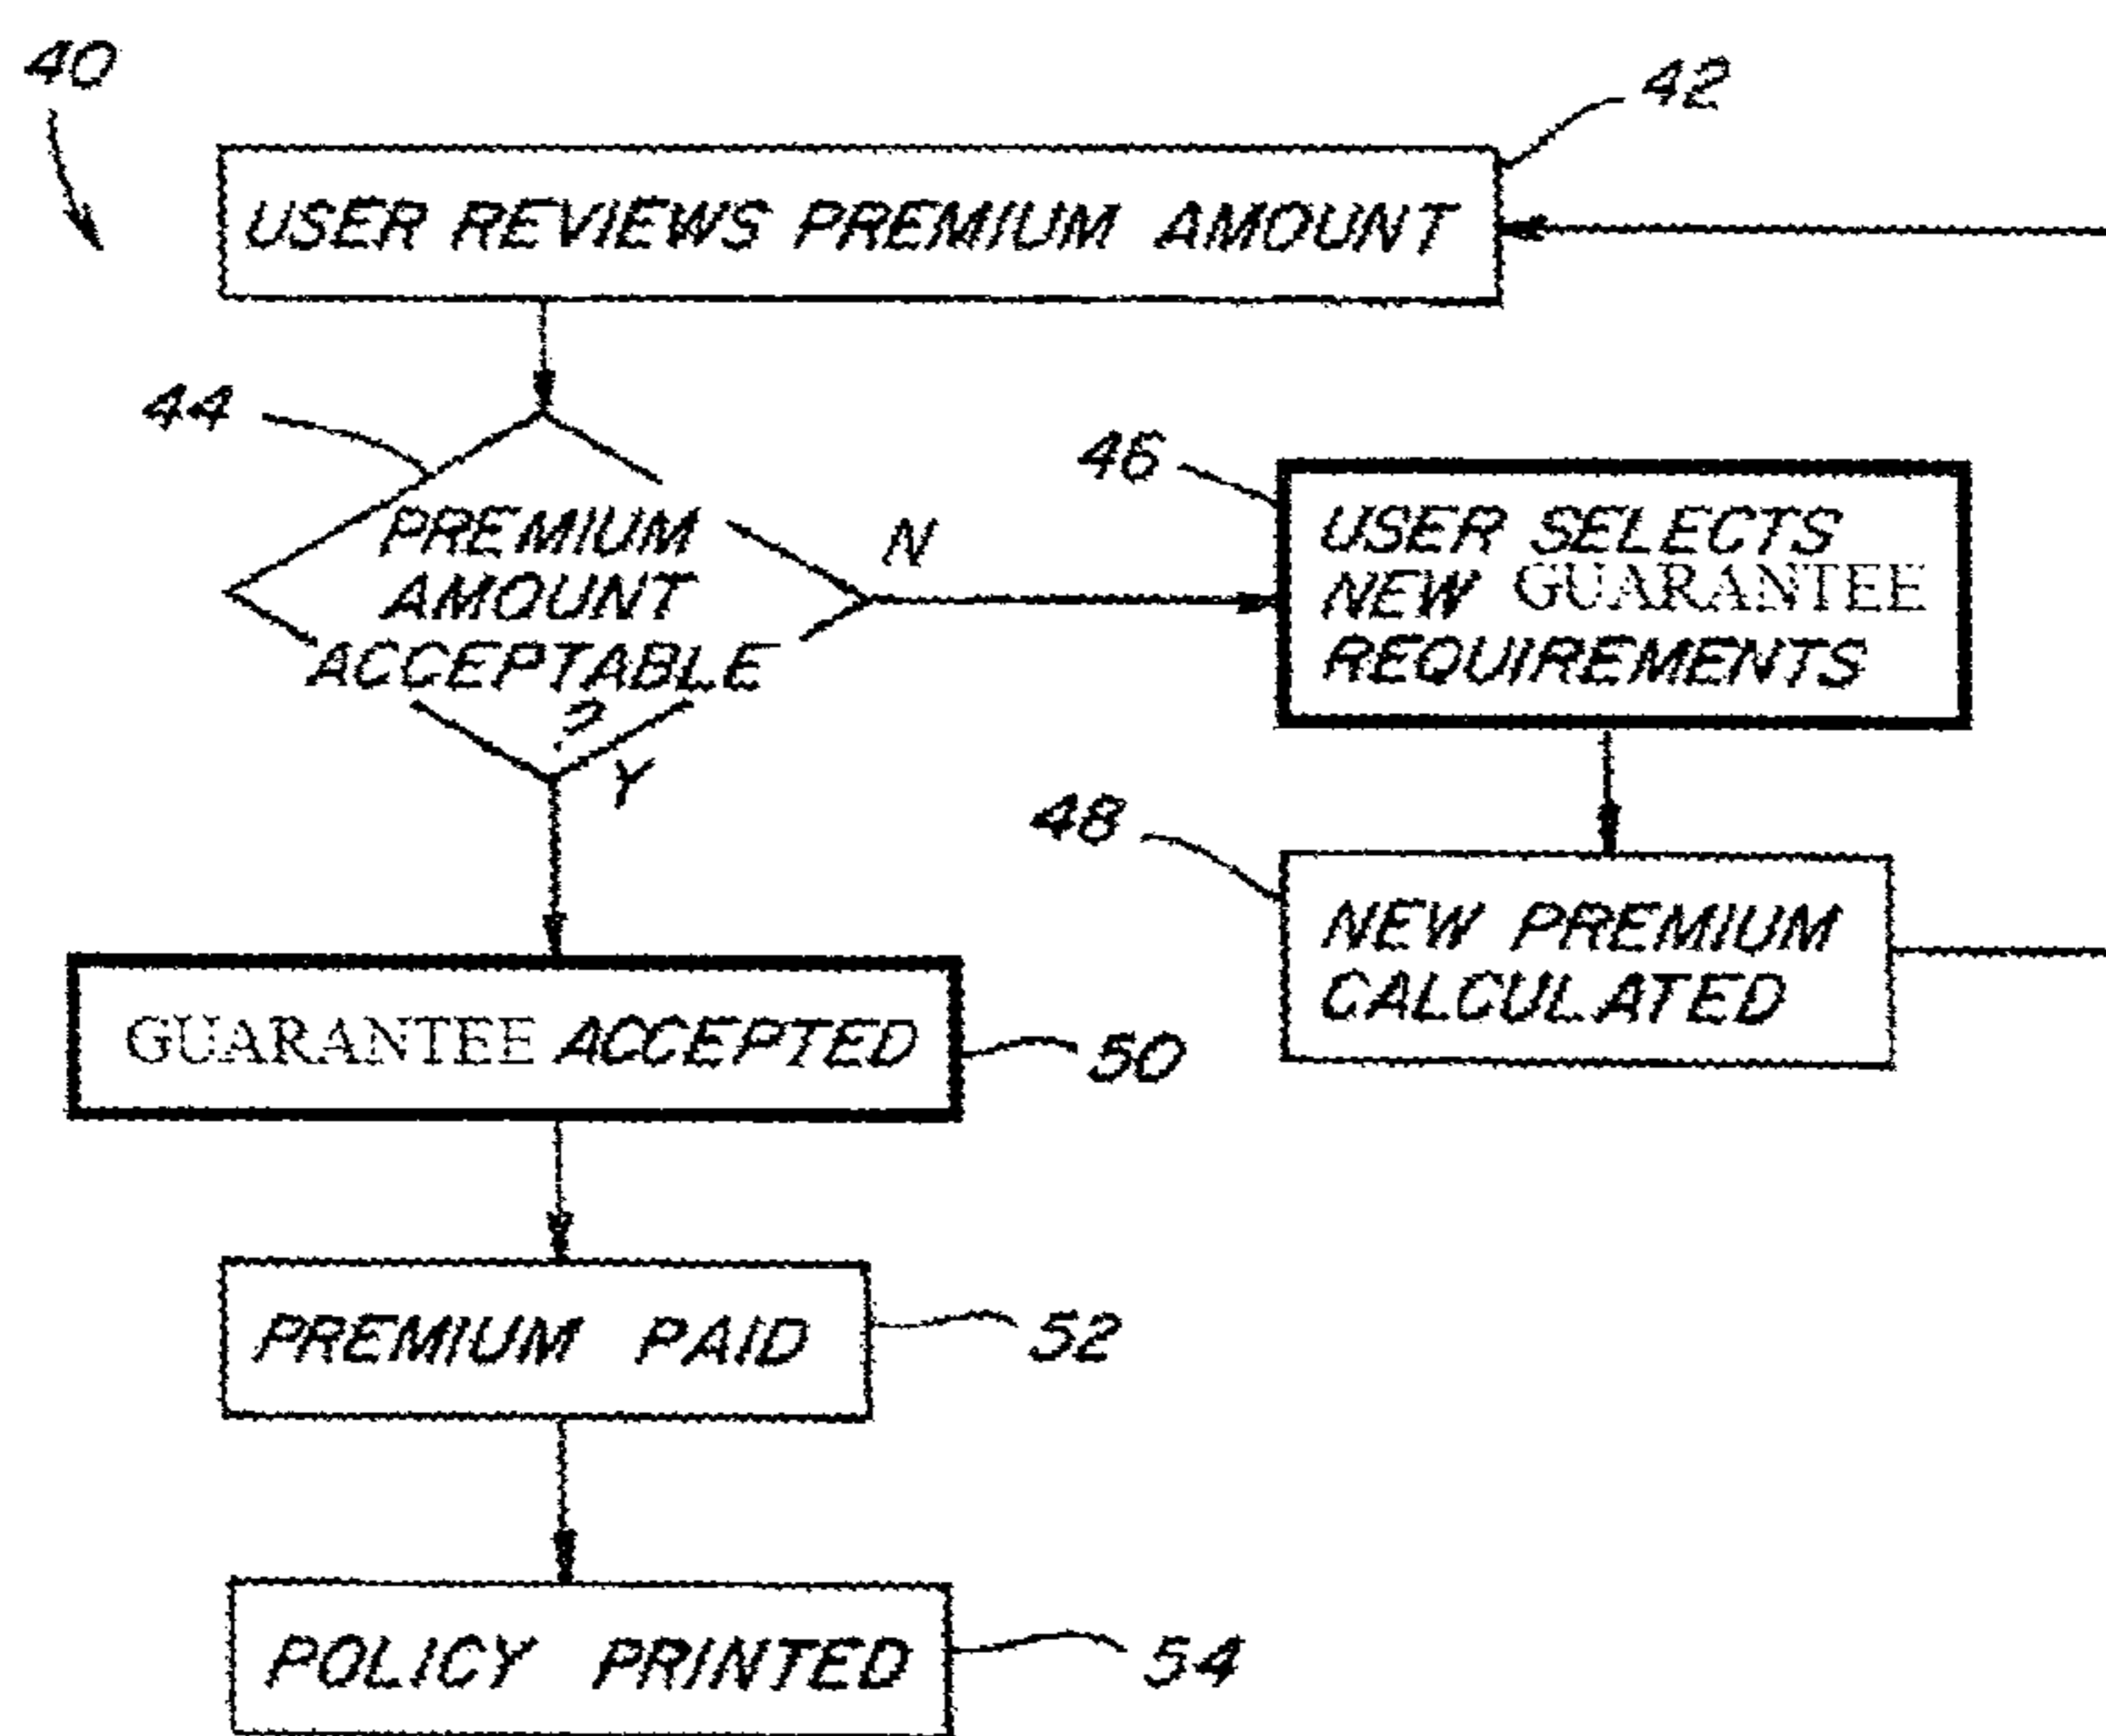 40
42
USER REVIEWS PREMIUM AMOUNT
44
PREMIUM
AMOUNT
ACCEPTABLE
?
N
Y
46
USER SELECTS
NEW GUARANTEE
REQUIREMENTS
48
NEW PREMIUM
CALCULATED
GUARANTEE ACCEPTED
50
PREMIUM PAID
52
POLICY PRINTED
54